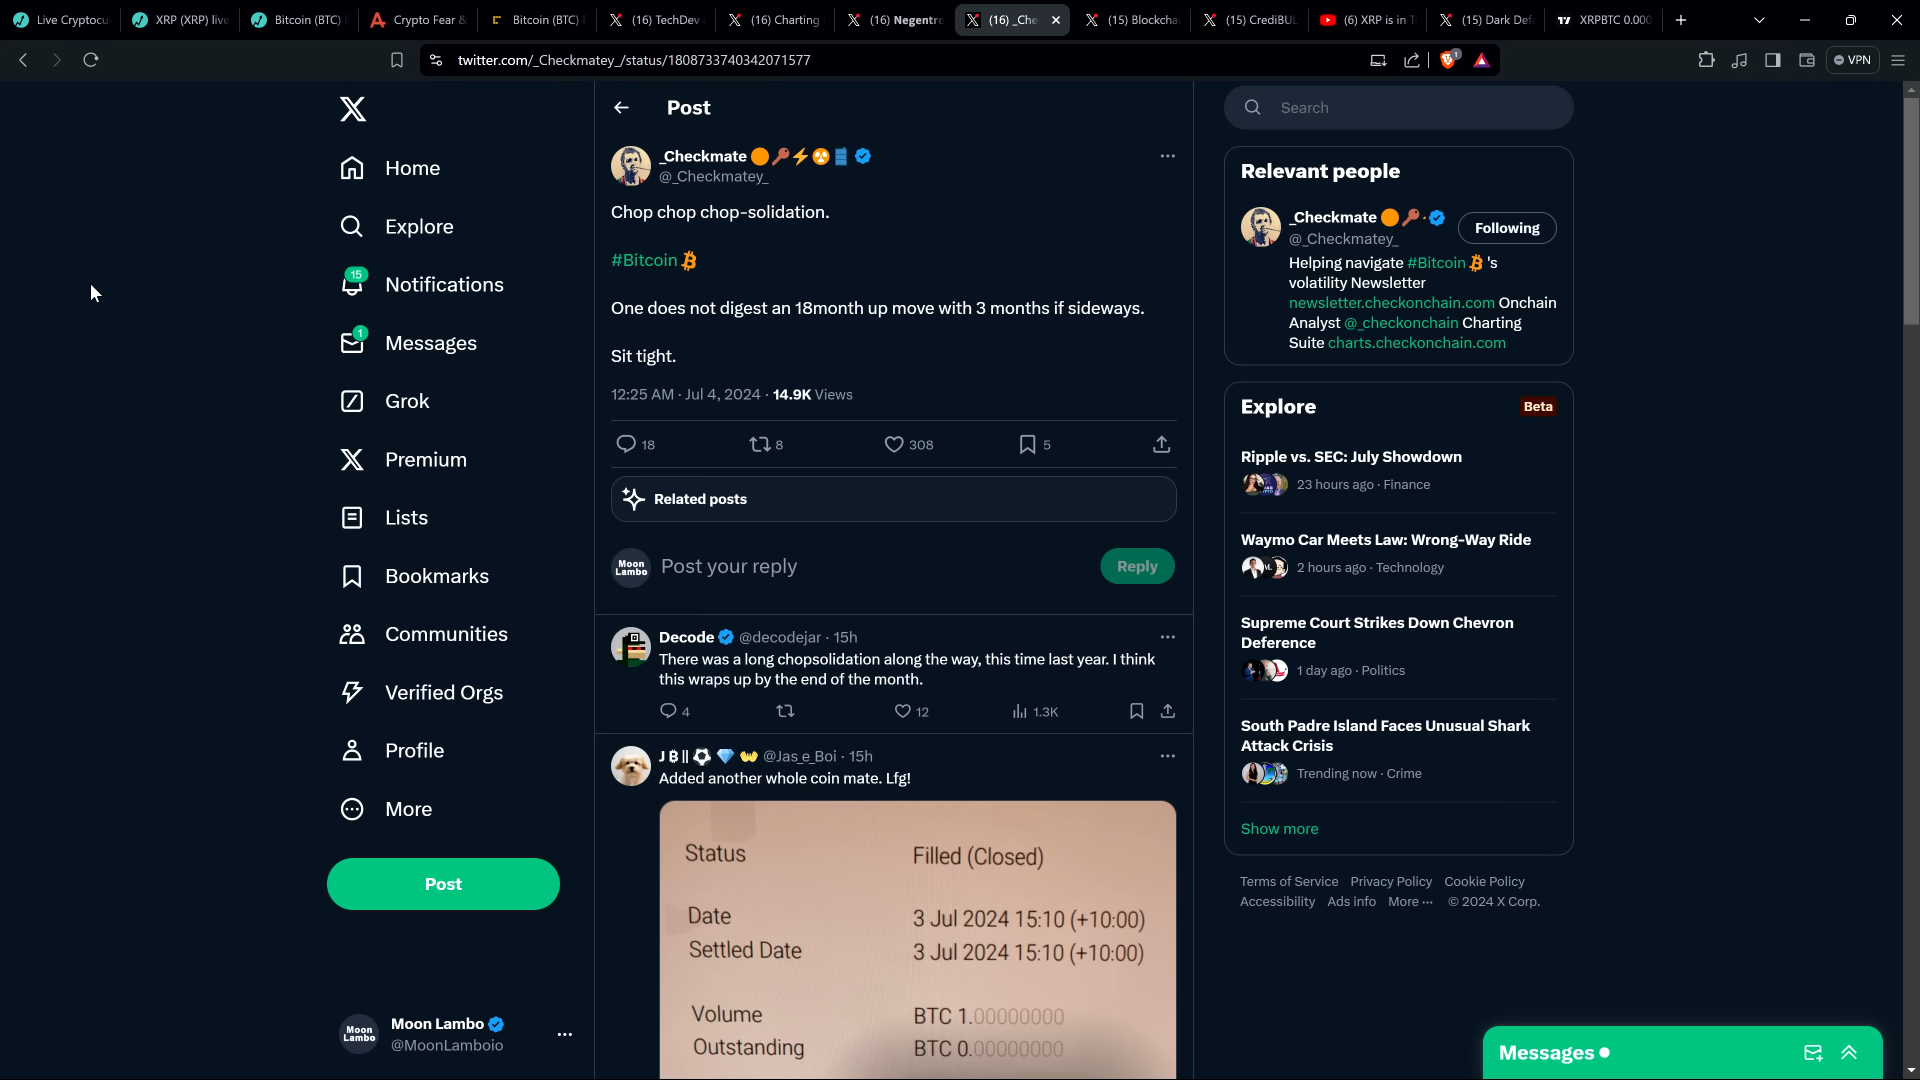 Live Cryptocu
XRP (XRP) live
Bitcoin (BTC)
Crypto Fear &
Bitcoin (BTC)
(16) TechDev
(16) Charting
(16) Negentro
(16) _Che
(15) Blockcha
(15) CrediBUL
(6) XRP is in T
(15) Dark Def
XRPBTC 0.000
twitter.com/_Checkmatey_/status/1808733740342071577
1
VPN
Home
Explore
15
Notifications
1
Messages
Grok
Premium
Lists
Bookmarks
Communities
Verified Orgs
Profile
More
Post
Moon Lambo
Moon Lambo
@MoonLamboio
Post
_Checkmate
@_Checkmatey_
Chop chop chop-solidation.
#Bitcoin
One does not digest an 18month up move with 3 months if sideways.
Sit tight.
12:25 AM · Jul 4, 2024 · 14.9K Views
18
8
308
5
Related posts
Moon Lambo
Post your reply
Reply
Decode @decodejar · 15h
There was a long chopsolidation along the way, this time last year. I think
this wraps up by the end of the month.
4
12
1.3K
J ₿ || @Jas_e_Boi · 15h
Added another whole coin mate. Lfg!
Status Filled (Closed)
Date 3 Jul 2024 15:10 (+10:00)
Settled Date 3 Jul 2024 15:10 (+10:00)
Volume BTC 1.00000000
Outstanding BTC 0.00000000
Search
Relevant people
_Checkmate
@_Checkmatey_
Following
Helping navigate #Bitcoin 's
volatility Newsletter
newsletter.checkonchain.com Onchain
Analyst @_checkonchain Charting
Suite charts.checkonchain.com
Explore
Beta
Ripple vs. SEC: July Showdown
23 hours ago · Finance
Waymo Car Meets Law: Wrong-Way Ride
2 hours ago · Technology
Supreme Court Strikes Down Chevron
Deference
1 day ago · Politics
South Padre Island Faces Unusual Shark
Attack Crisis
Trending now · Crime
Show more
Terms of Service Privacy Policy Cookie Policy
Accessibility Ads info More ··· © 2024 X Corp.
Messages